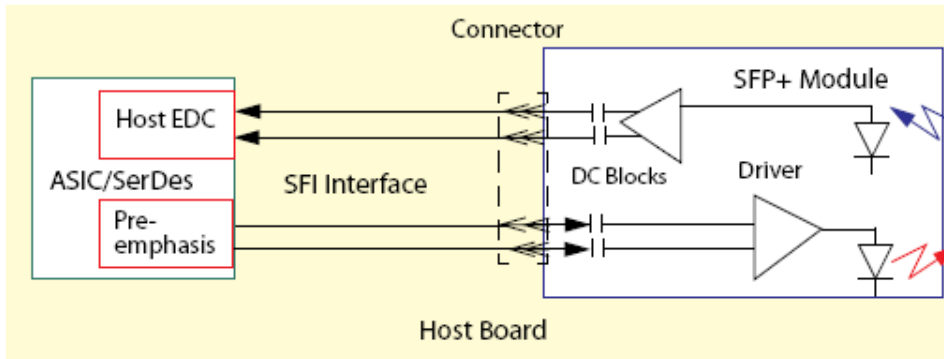 Connector
SFP+ Module
Host EDC
ASIC/SerDes
SFI Interface
DC Blocks
Driver
Pre-
emphasis
Host Board